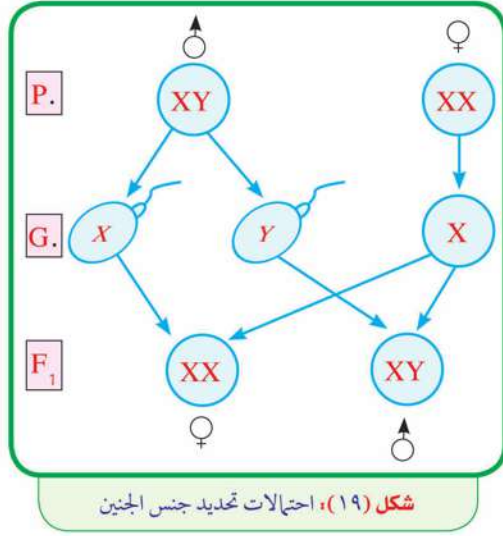 ♂ ♀
P. XY XX
G. X Y X
F₁ XX XY
♀ ♂
شكل (١٩): احتمالات تحديد جنس الجنين